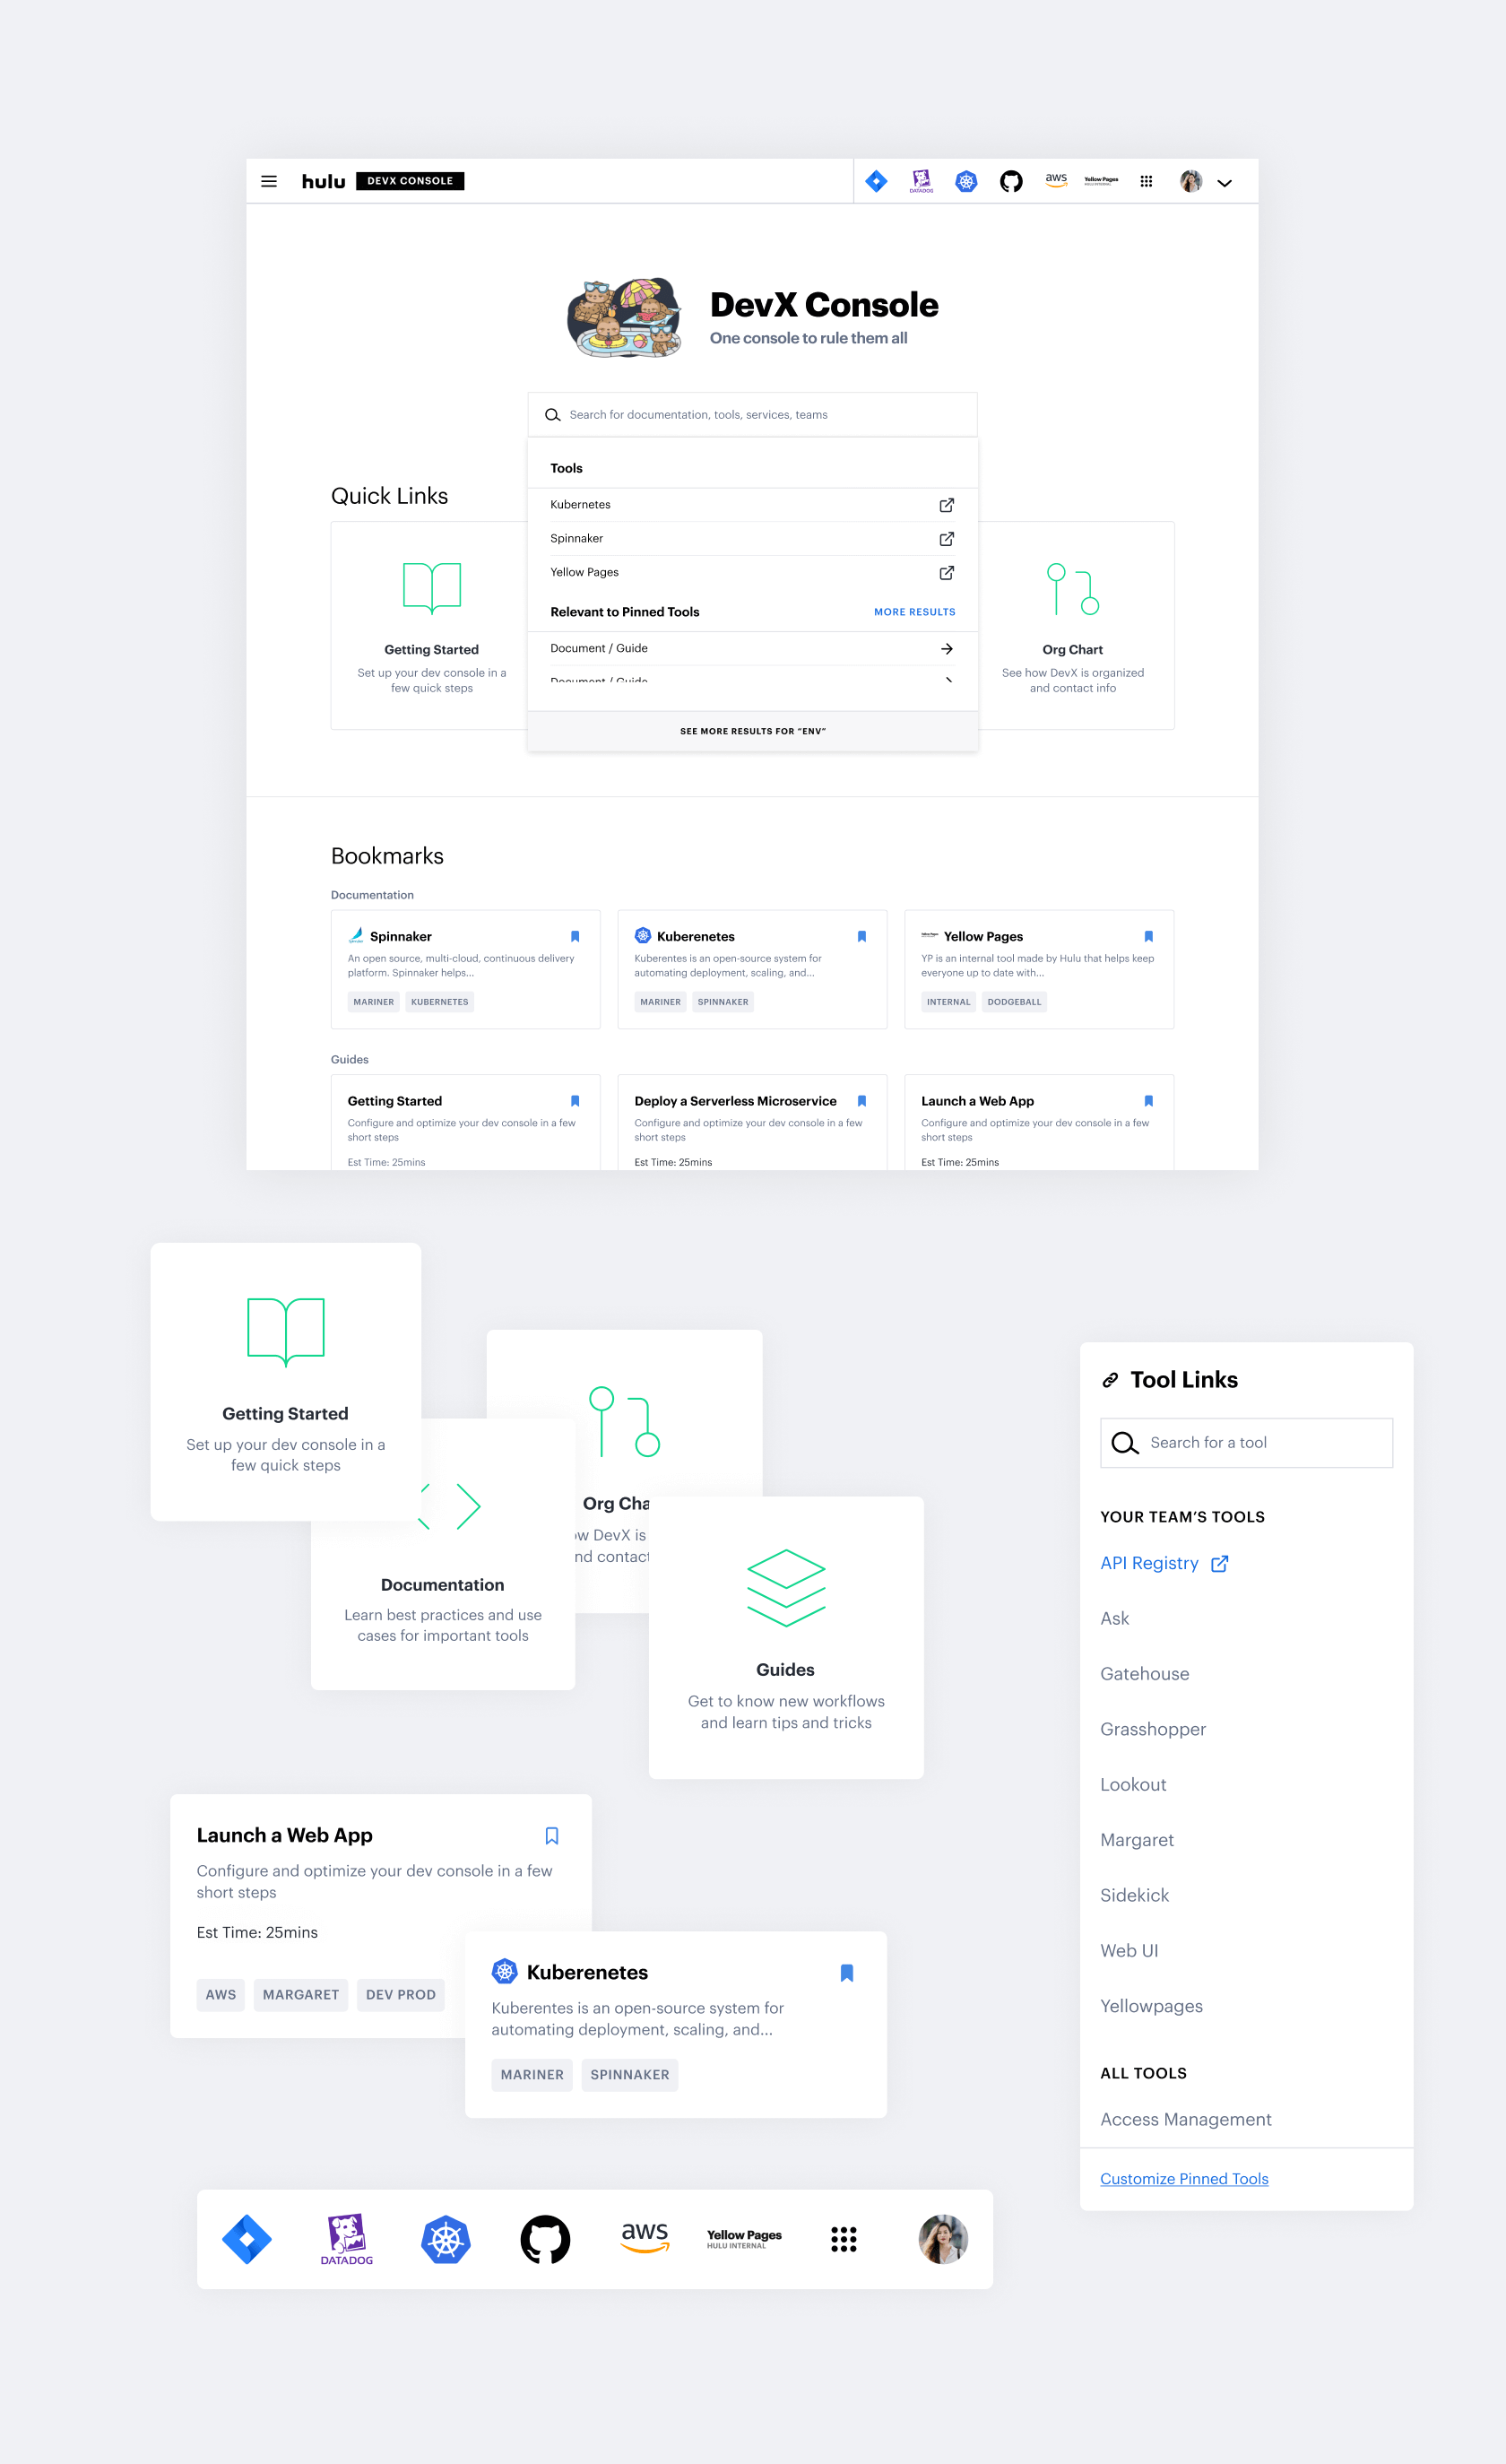 hulu DEVX CONSOLE
DATADOG
aws
Yellow Pages
HULU INTERNAL
DevX Console
One console to rule them all
Search for documentation, tools, services, teams
Tools
Kubernetes
Spinnaker
Yellow Pages
Relevant to Pinned Tools MORE RESULTS
Document / Guide
Document / Guide
SEE MORE RESULTS FOR “ENV”
Quick Links
Getting Started
Set up your dev console in a
few quick steps
Org Chart
See how DevX is organized
and contact info
Bookmarks
Documentation
Spinnaker
An open source, multi-cloud, continuous delivery
platform. Spinnaker helps...
MARINER KUBERNETES
Kuberenetes
Kuberentes is an open-source system for
automating deployment, scaling, and...
MARINER SPINNAKER
Yellow Pages
YP is an internal tool made by Hulu that helps keep
everyone up to date with...
INTERNAL DODGEBALL
Guides
Getting Started
Configure and optimize your dev console in a few
short steps
Est Time: 25mins
Deploy a Serverless Microservice
Configure and optimize your dev console in a few
short steps
Est Time: 25mins
Launch a Web App
Configure and optimize your dev console in a few
short steps
Est Time: 25mins
Getting Started
Set up your dev console in a
few quick steps
Org Cha
ow DevX is
nd contact
Documentation
Learn best practices and use
cases for important tools
Guides
Get to know new workflows
and learn tips and tricks
Launch a Web App
Configure and optimize your dev console in a few
short steps
Est Time: 25mins
AWS MARGARET DEV PROD
Kuberenetes
Kuberentes is an open-source system for
automating deployment, scaling, and...
MARINER SPINNAKER
DATADOG
aws
Yellow Pages
HULU INTERNAL
Tool Links
Search for a tool
YOUR TEAM’S TOOLS
API Registry
Ask
Gatehouse
Grasshopper
Lookout
Margaret
Sidekick
Web UI
Yellowpages
ALL TOOLS
Access Management
Customize Pinned Tools